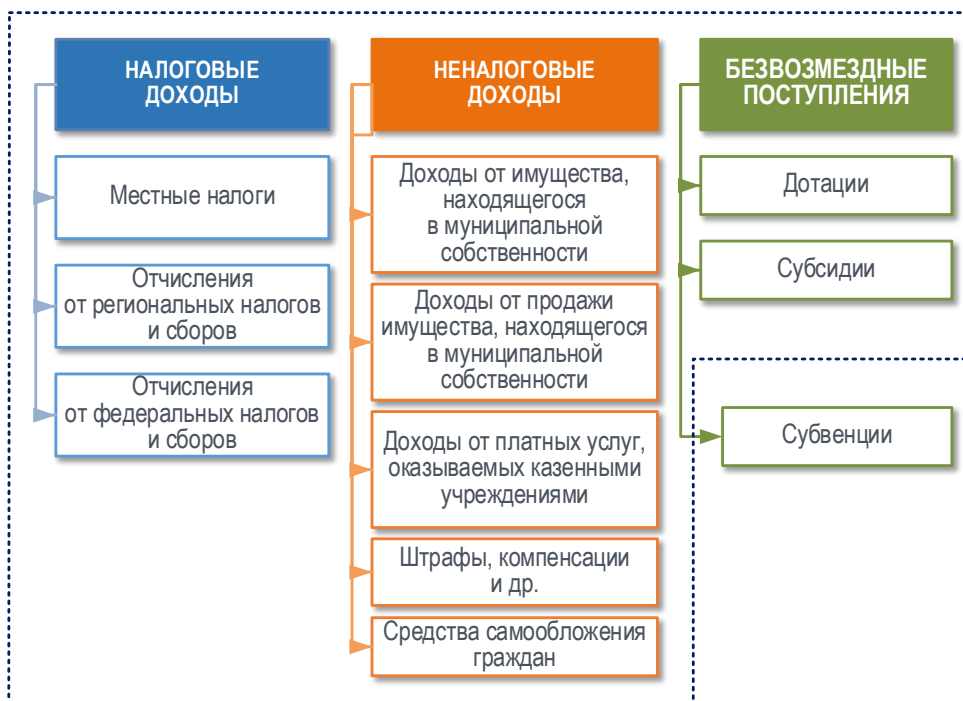 НАЛОГОВЫЕ
ДОХОДЫ
Местные налоги
Отчисления
от региональных налогов
и сборов
Отчисления
от федеральных налогов
и сборов
НЕНАЛОГОВЫЕ
ДОХОДЫ
Доходы от имущества,
находящегося
в муниципальной
собственности
Доходы от продажи
имущества, находящегося
в муниципальной
собственности
Доходы от платных услуг,
оказываемых казенными
учреждениями
Штрафы, компенсации
и др.
Средства самообложения
граждан
БЕЗВОЗМЕЗДНЫЕ
ПОСТУПЛЕНИЯ
Дотации
Субсидии
Субвенции